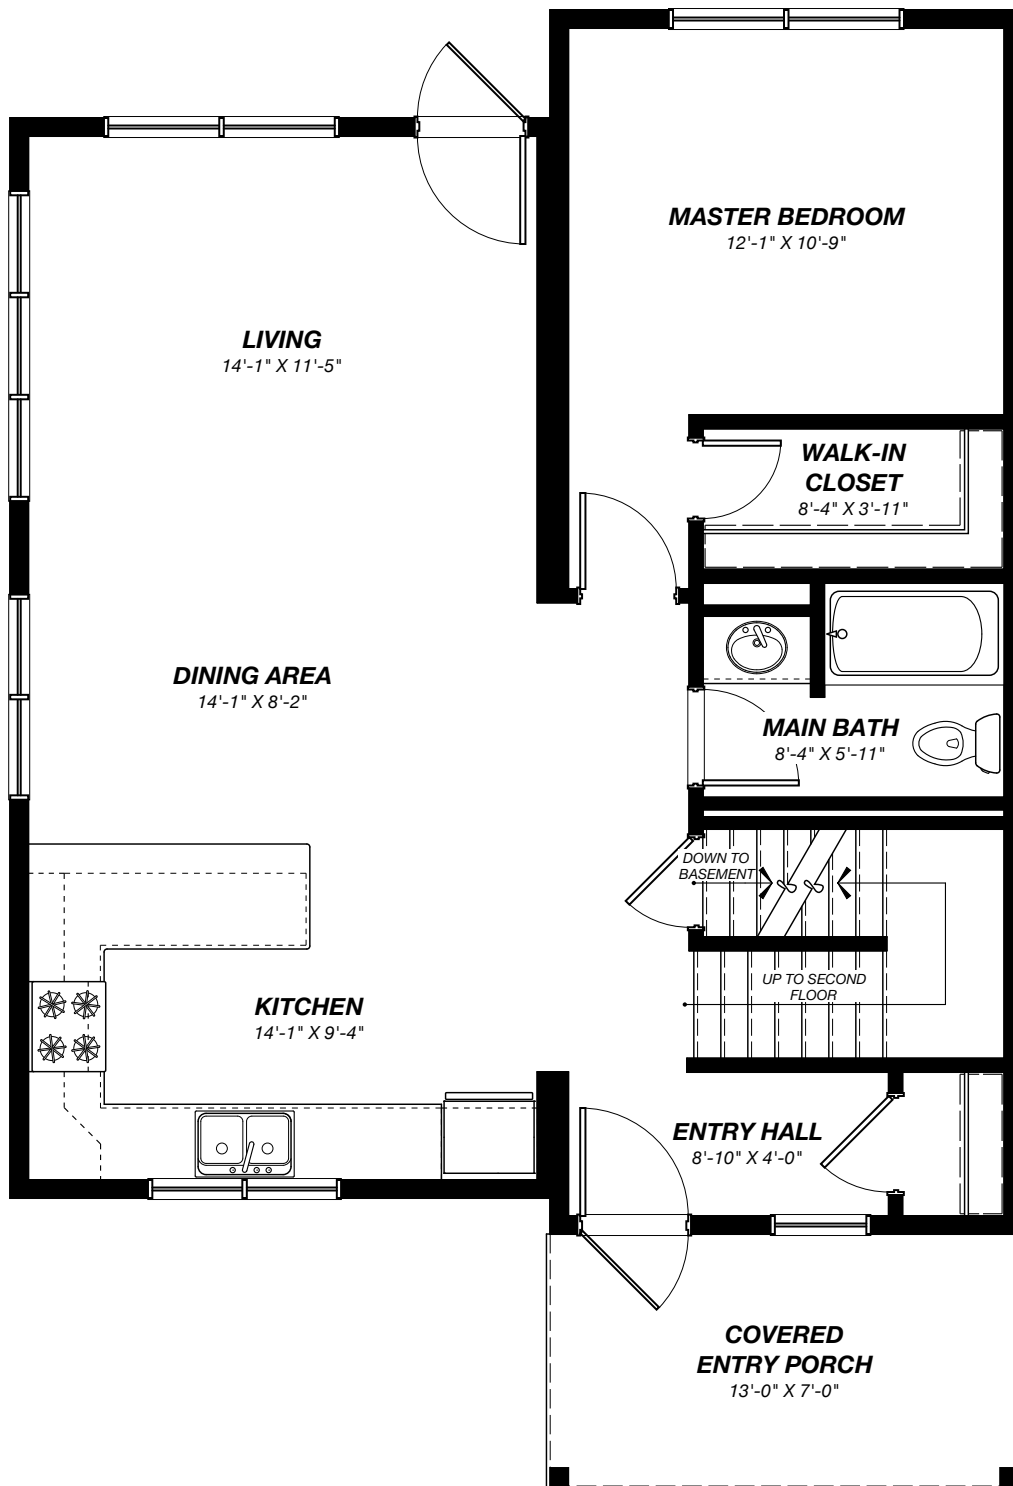 MASTER BEDROOM
12'-1" X 10'-9"
LIVING
14'-1" X 11'-5"
WALK-IN
CLOSET
8'-4" X 3'-11"
DINING AREA
14'-1" X 8'-2"
MAIN BATH
8'-4" X 5'-11"
DOWN TO
BASEMENT
UP TO SECOND
FLOOR
KITCHEN
14'-1" X 9'-4"
ENTRY HALL
8'-10" X 4'-0"
COVERED
ENTRY PORCH
13'-0" X 7'-0"